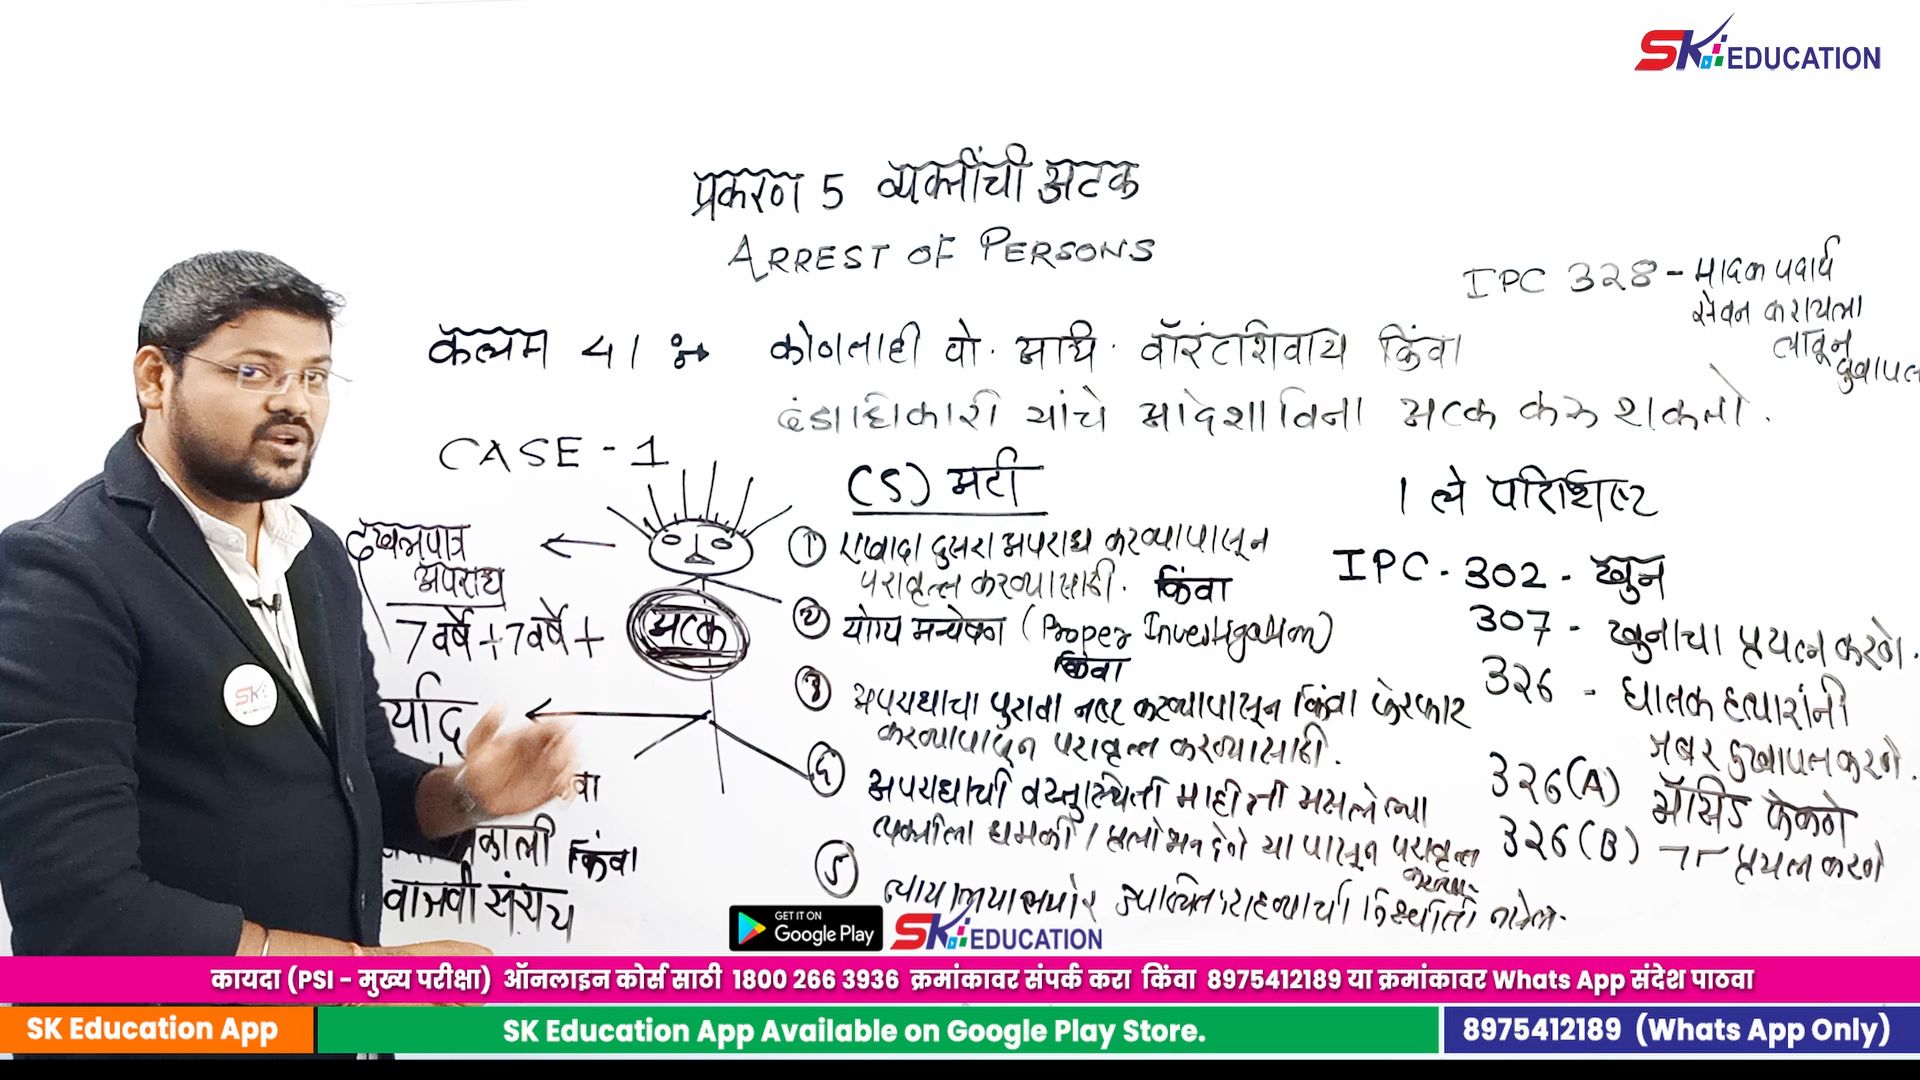 SK EDUCATION
प्रकरण 5 व्यक्तींची अटक
ARREST OF PERSONS
IPC 328 - मादक पदार्थ
सेवन करायला
लावून
दुखापत
कलम 41 :→ कोणताही पो. अधि. वॉरंटशिवाय किंवा
दंडाधिकारी यांचे आदेशाविना अटक करू शकतो.
CASE - 1
(5) अटी
1 ले परिशिष्ट
दखलपात्र
अपराध
7 वर्षे + 7 वर्षे +
अटक
① एखादा दुसरा अपराध करण्यापासून
परावृत्त करण्यासाठी. किंवा
② योग्य अन्वेषण (Proper Investigation)
किंवा
③ अपराधाचा पुरावा नष्ट करण्यापासून किंवा फेरफार
करण्यापासून परावृत्त करण्यासाठी.
अपराधाची वस्तुस्थिती माहीती असलेल्या
व्यक्तीला धमकी / प्रलोभन देणे यापासून परावृत्त
⑤ न्यायालयासमोर उपस्थित राहण्याची
IPC - 302 - खुन
307 - खुनाचा प्रयत्न करणे.
326 - घातक हत्यारांनी
जबर दुखापत करणे.
326(A) अॅसिड फेकणे
326(B) प्रयत्न करणे
र्याद
वा
काली किंवा
वाजवी संशय
SK
GET IT ON
Google Play
SK EDUCATION
कायदा (PSI - मुख्य परीक्षा) ऑनलाइन कोर्स साठी 1800 266 3936 क्रमांकावर संपर्क करा किंवा 8975412189 या क्रमांकावर Whats App संदेश पाठवा
SK Education App
SK Education App Available on Google Play Store.
8975412189 (Whats App Only)